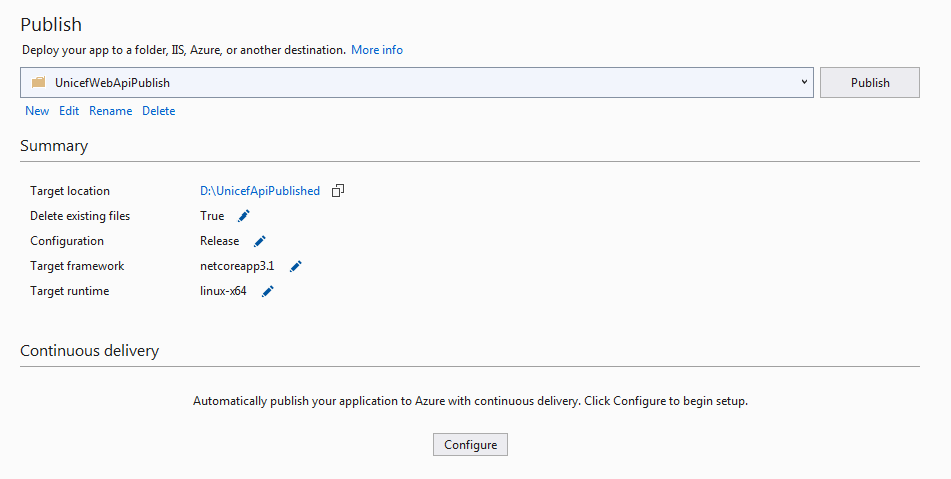 Publish
Deploy your app to a folder, IIS, Azure, or another destination. More info
UnicefWebApiPublish
Publish
New Edit Rename Delete
Summary
Target location D:\UnicefApiPublished
Delete existing files True
Configuration Release
Target framework netcoreapp3.1
Target runtime linux-x64
Continuous delivery
Automatically publish your application to Azure with continuous delivery. Click Configure to begin setup.
Configure